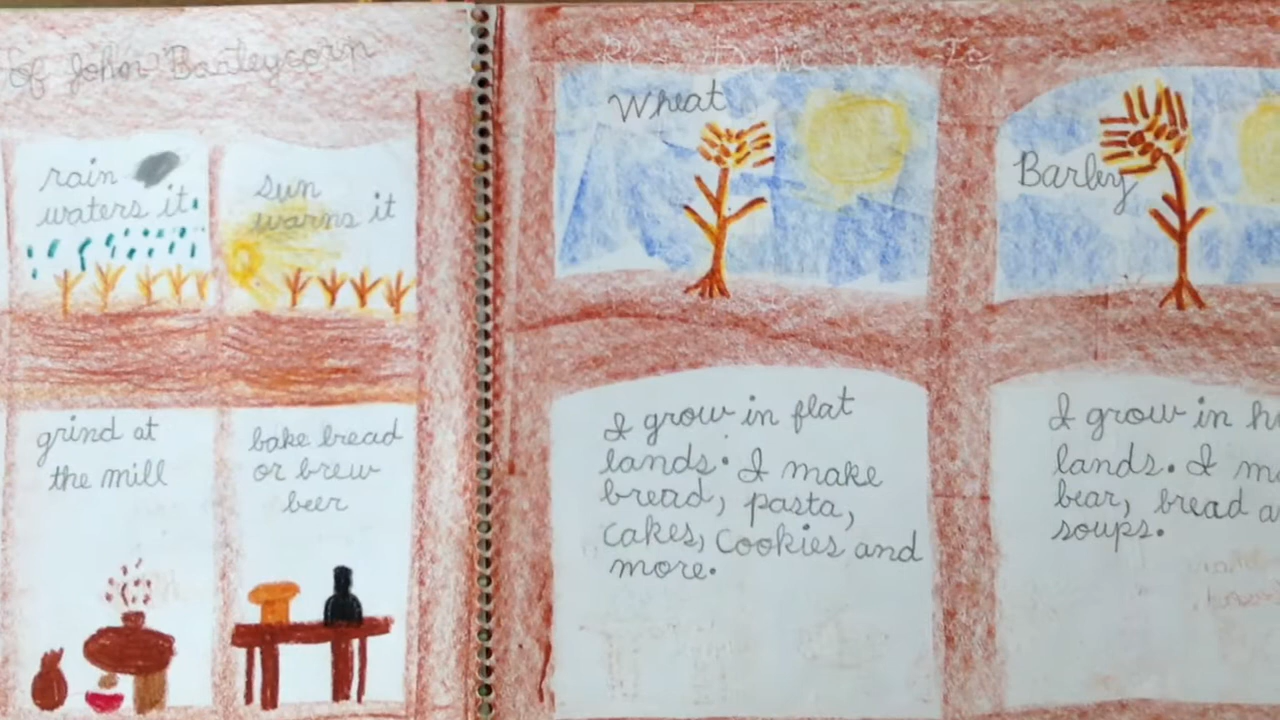 of John Barleycorn
rain
waters it
sun
warms it
grind at
the mill
bake bread
or brew
beer
Wheat
I grow in flat
lands. I make
bread, pasta,
cakes, cookies and
more.
Barley
I grow in
lands. I
bear, bread
soups.